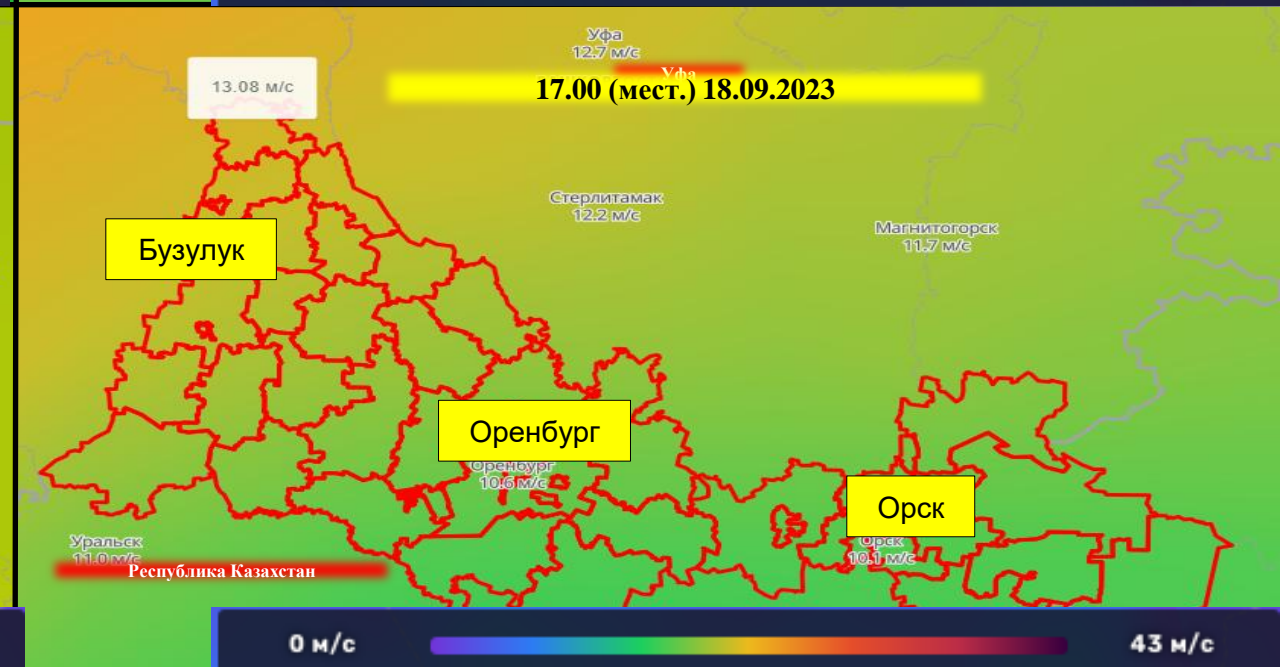 Уфа
12.7 м/с
Уфа
13.08 м/с
17.00 (мест.) 18.09.2023
Стерлитамак
12.2 м/с
Магнитогорск
11.7 м/с
Бузулук
Оренбург
Оренбург
10.6 м/с
Орск
Орск
10.1 м/с
Уральск
11.0 м/с
Республика Казахстан
0 м/с
43 м/с